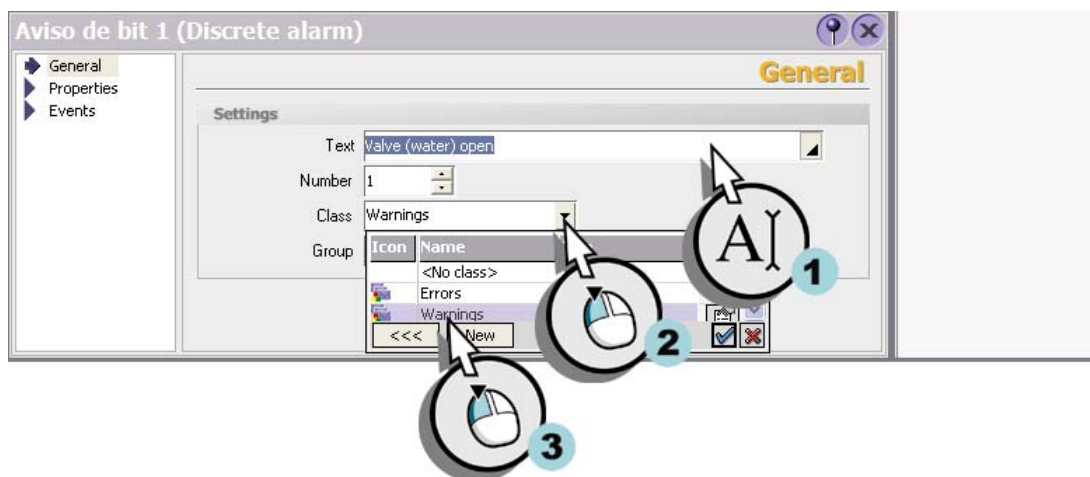 Aviso de bit 1 (Discrete alarm)
General
Properties
Events
General
Settings
Text Valve (water) open
Number 1
Class Warnings
Group
Icon Name
<No class>
Errors
Warnings
<<< New
A
1
2
3